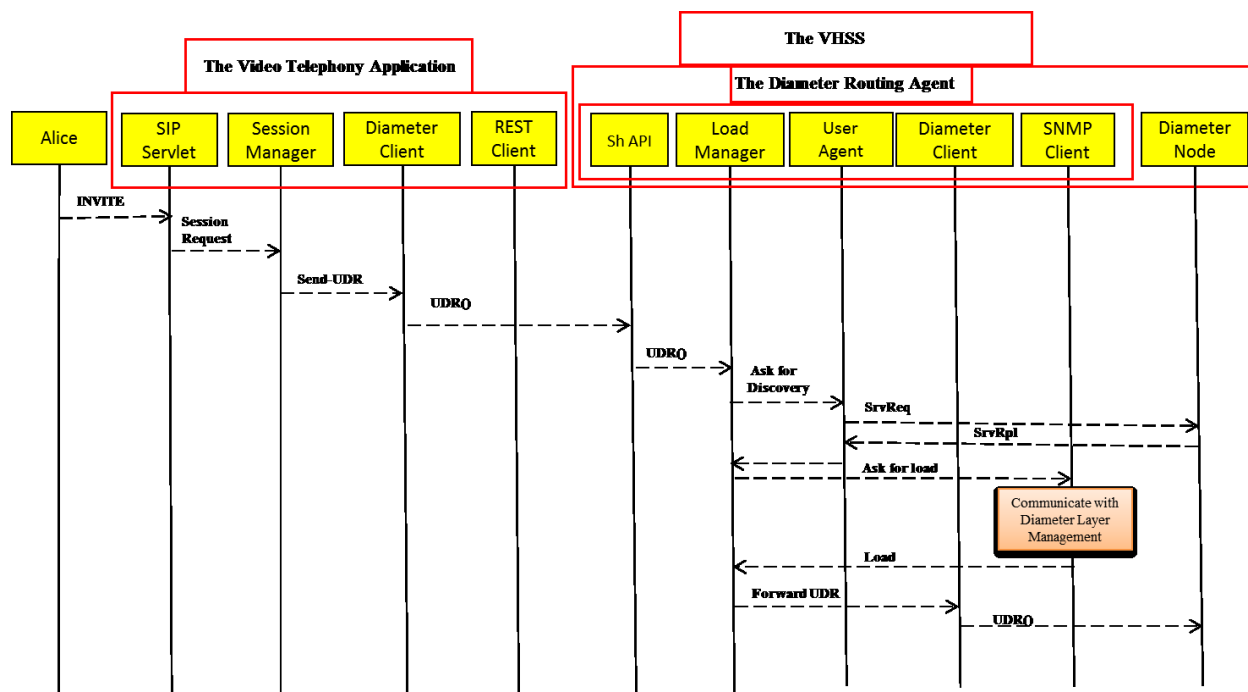 The VHSS
The Video Telephony Application
The Diameter Routing Agent
Alice
SIP
Servlet
Session
Manager
Diameter
Client
REST
Client
Sh API
Load
Manager
User
Agent
Diameter
Client
SNMP
Client
Diameter
Node
INVITE
Session
Request
Send-UDR
UDR()
UDR()
Ask for
Discovery
SrvReq
SrvRpl
Ask for load
Communicate with
Diameter Layer
Management
Load
Forward UDR
UDR()